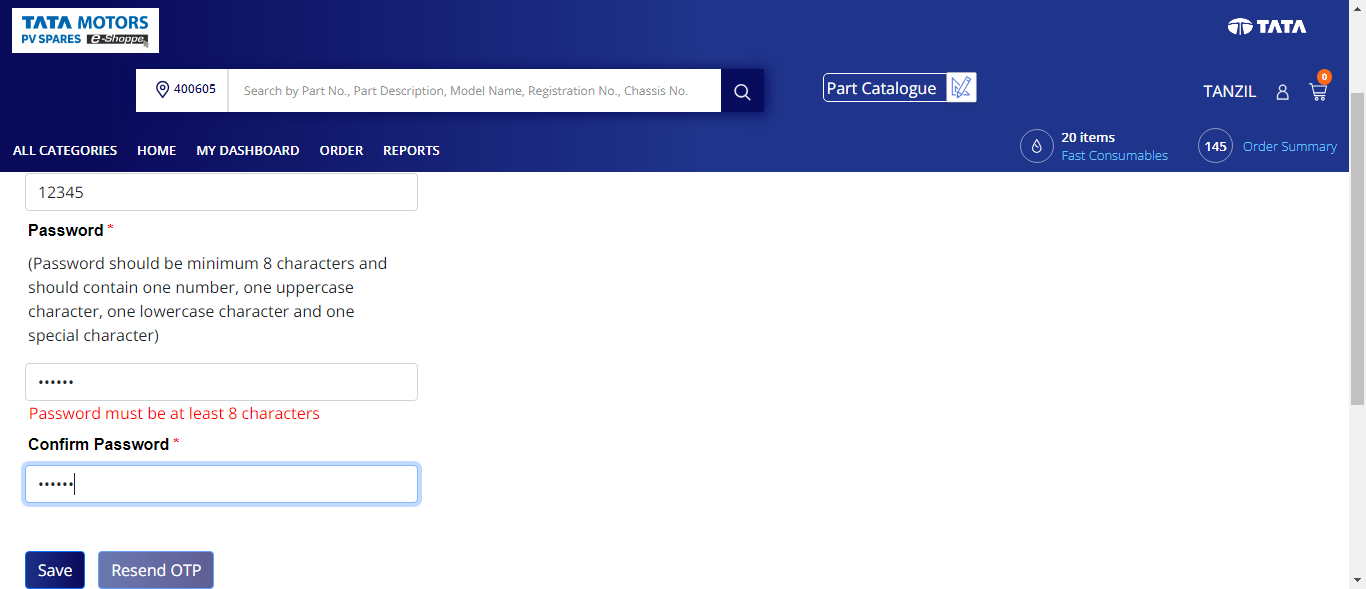 TATA MOTORS
PV SPARES e-Shoppe
TATA
400605
Search by Part No., Part Description, Model Name, Registration No., Chassis No.
Part Catalogue
TANZIL
0
ALL CATEGORIES HOME MY DASHBOARD ORDER REPORTS
20 items
Fast Consumables
145
Order Summary
12345
Password *
(Password should be minimum 8 characters and
should contain one number, one uppercase
character, one lowercase character and one
special character)
••••••
Password must be at least 8 characters
Confirm Password *
••••••
Save
Resend OTP